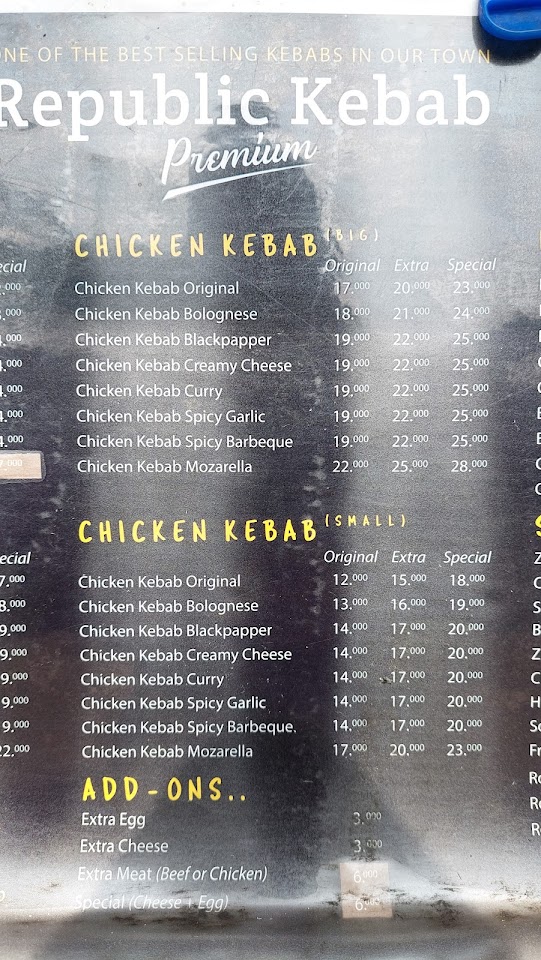 ONE OF THE BEST SELLING KEBABS IN OUR TOWN
Republic Kebab
Premium
CHICKEN KEBAB (BIG)
Original Extra Special
Chicken Kebab Original 17.000 20.000 23.000
Chicken Kebab Bolognese 18.000 21.000 24.000
Chicken Kebab Blackpapper 19.000 22.000 25.000
Chicken Kebab Creamy Cheese 19.000 22.000 25.000
Chicken Kebab Curry 19.000 22.000 25.000
Chicken Kebab Spicy Garlic 19.000 22.000 25.000
Chicken Kebab Spicy Barbeque 19.000 22.000 25.000
Chicken Kebab Mozarella 22.000 25.000 28.000
CHICKEN KEBAB (SMALL)
Original Extra Special
Chicken Kebab Original 12.000 15.000 18.000
Chicken Kebab Bolognese 13.000 16.000 19.000
Chicken Kebab Blackpapper 14.000 17.000 20.000
Chicken Kebab Creamy Cheese 14.000 17.000 20.000
Chicken Kebab Curry 14.000 17.000 20.000
Chicken Kebab Spicy Garlic 14.000 17.000 20.000
Chicken Kebab Spicy Barbeque. 14.000 17.000 20.000
Chicken Kebab Mozarella 17.000 20.000 23.000
ADD-ONS..
Extra Egg 3.000
Extra Cheese 3.000
Extra Meat (Beef or Chicken) 6.000
Special (Cheese + Egg) 6.000